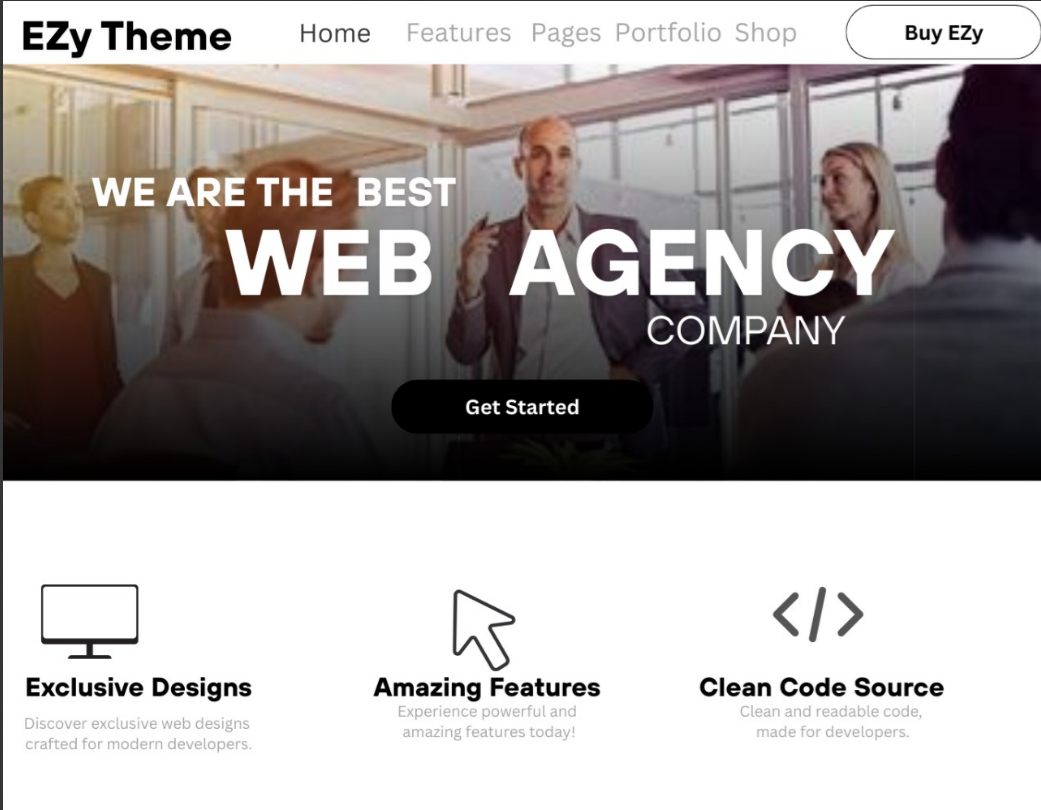 EZy Theme Home Features Pages Portfolio Shop Buy EZy
WE ARE THE BEST
WEB AGENCY
COMPANY
Get Started
Exclusive Designs
Discover exclusive web designs
crafted for modern developers.
Amazing Features
Experience powerful and
amazing features today!
Clean Code Source
Clean and readable code,
made for developers.